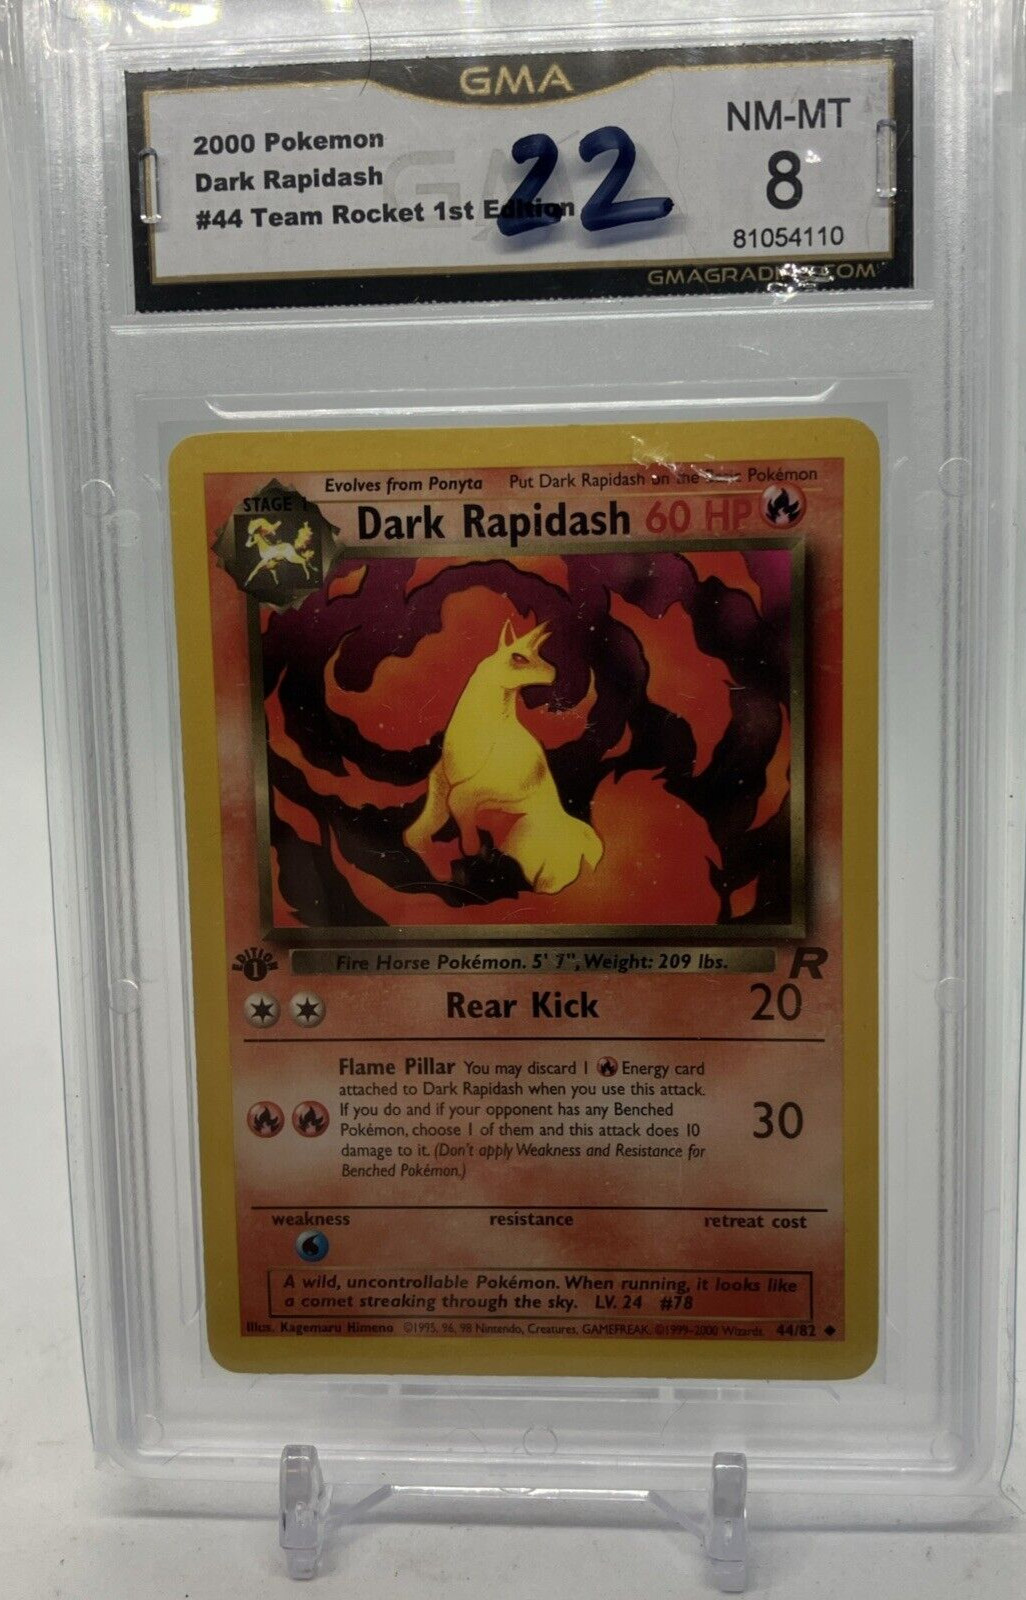 GMA
2000 Pokemon
Dark Rapidash
#44 Team Rocket 1st Edition
22
NM-MT
8
81054110
GMAGRADING.COM
Evolves from Ponyta Put Dark Rapidash on the Basic Pokémon
STAGE 1
Dark Rapidash 60 HP
EDITION
1
Fire Horse Pokémon. 5' 7", Weight: 209 lbs.
R
Rear Kick 20
Flame Pillar You may discard 1 Energy card
attached to Dark Rapidash when you use this attack.
If you do and if your opponent has any Benched
Pokémon, choose 1 of them and this attack does 10
damage to it. (Don't apply Weakness and Resistance for
Benched Pokémon.)
30
weakness resistance retreat cost
A wild, uncontrollable Pokémon. When running, it looks like
a comet streaking through the sky. LV. 24 #78
Illus. Kagemaru Himeno ©1995, 96, 98 Nintendo, Creatures, GAMEFREAK. ©1999-2000 Wizards. 44/82